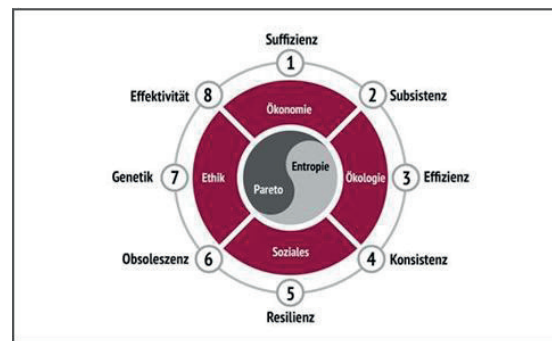 Suffizienz
1
Effektivität 8
2 Subsistenz
Ökonomie
Entropie
Genetik 7
Ethik
Ökologie
3 Effizienz
Pareto
Soziales
Obsoleszenz 6
4 Konsistenz
5
Resilienz